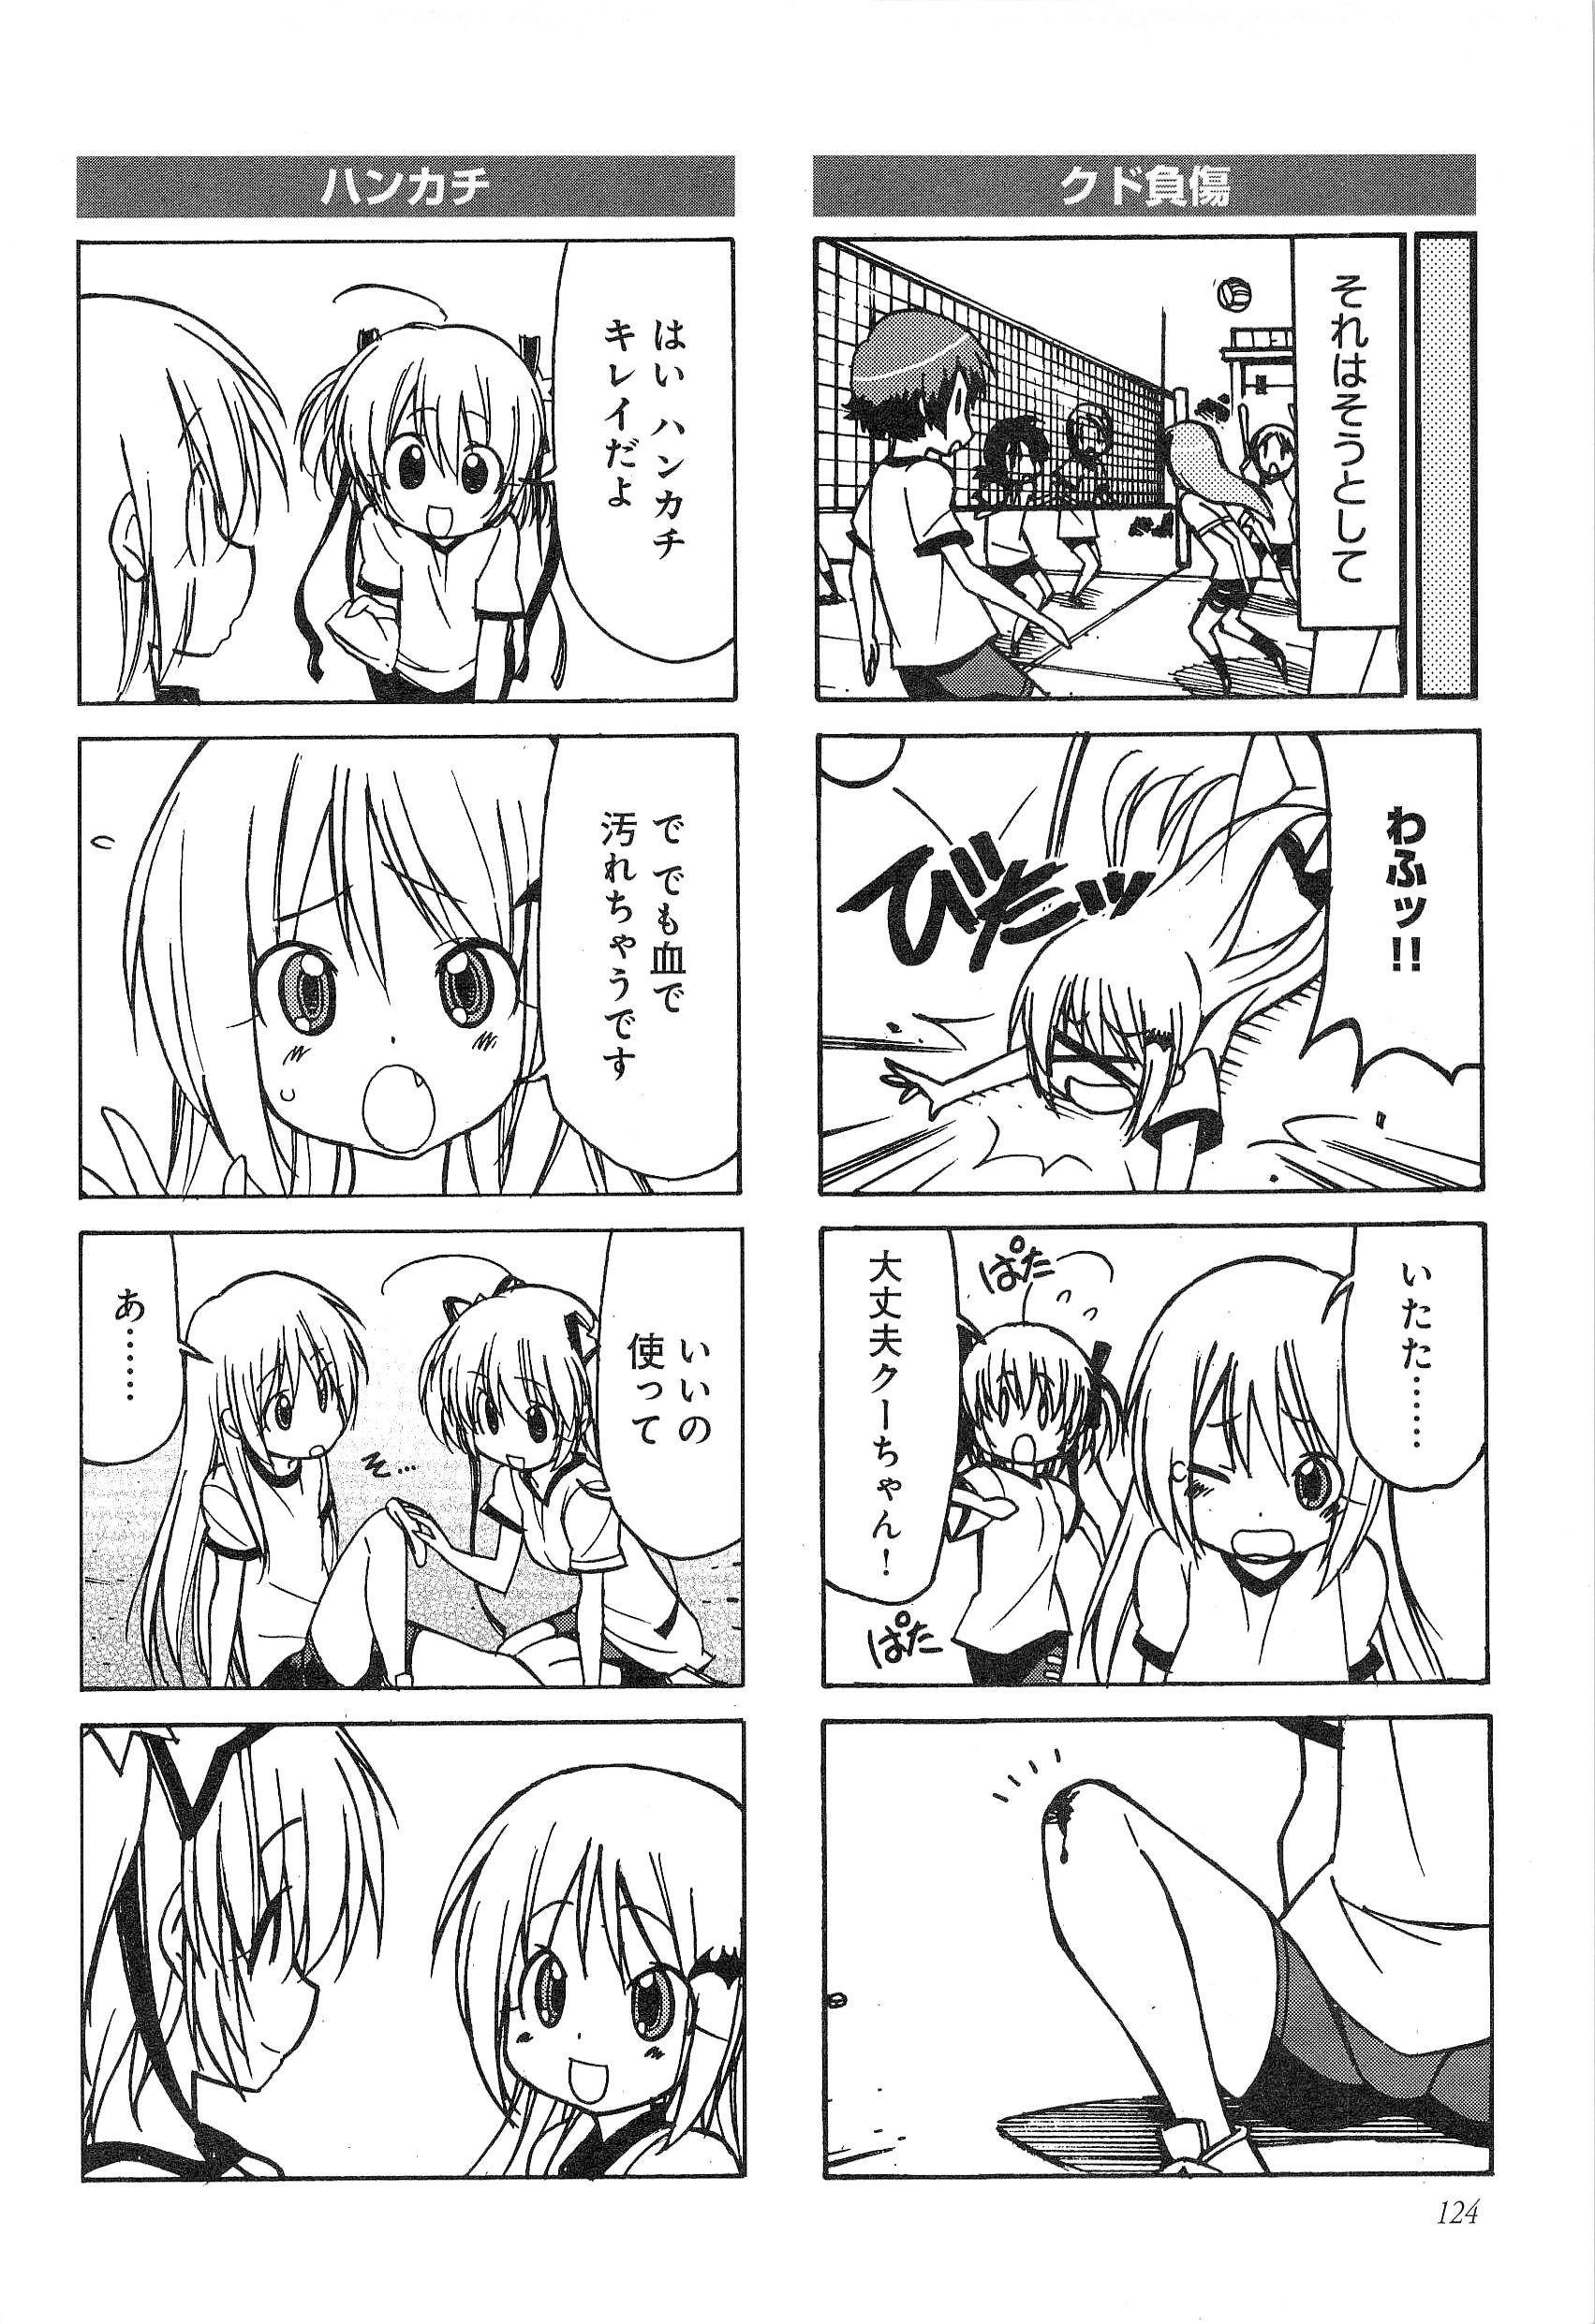 クド負傷
それはそうとして
わふッ!!
びたッ
いたた……
ぱた
大丈夫クーちゃん!
ぱた
ハンカチ
はい ハンカチ
キレイだよ
で でも血で
汚れちゃうです
いいの
使って
そ…
あ……
124